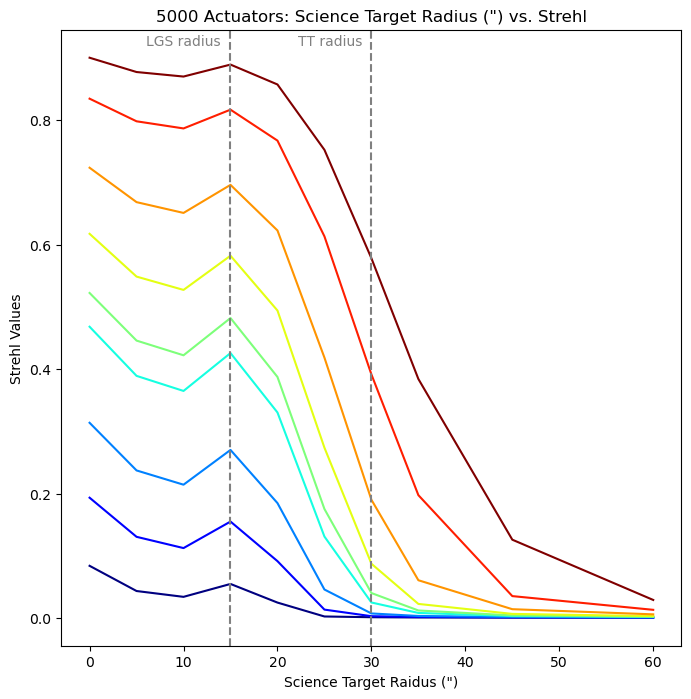 5000 Actuators: Science Target Radius (") vs. Strehl
LGS radius
TT radius
Strehl Values
0.8
0.6
0.4
0.2
0.0
0
10
20
30
40
50
60
Science Target Raidus (")